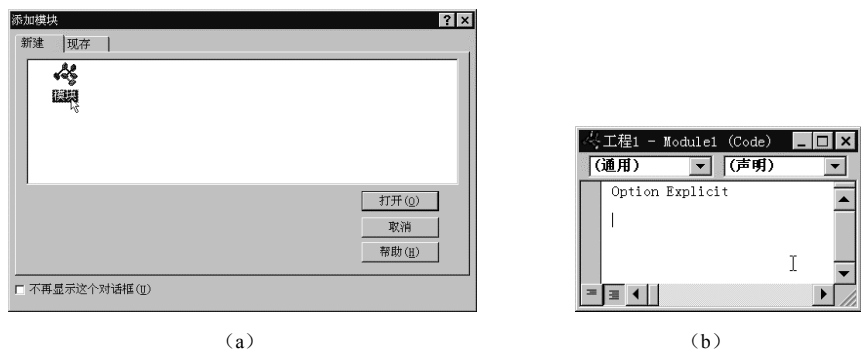 添加模块
新建 现存
模块
打开(O)
取消
帮助(H)
不再显示这个对话框(U)
(a)
工程1 - Module1 (Code)
(通用) (声明)
Option Explicit
(b)